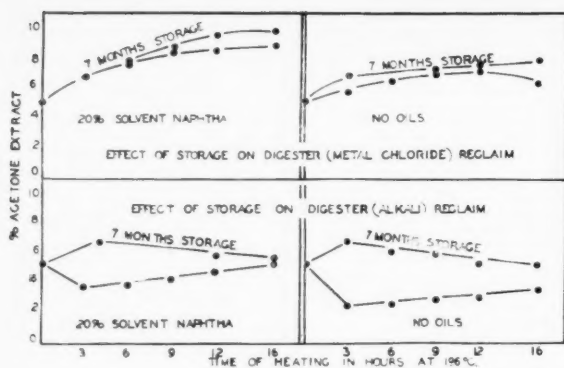 % ACETONE EXTRACT
10
8
6
4
2
0
7 MONTHS STORAGE
20% SOLVENT NAPHTHA
7 MONTHS STORAGE
NO OILS
EFFECT OF STORAGE ON DIGESTER (METAL CHLORIDE) RECLAIM
10
8
6
2
0
EFFECT OF STORAGE ON DIGESTER (ALKALI) RECLAIM
7 MONTHS STORAGE
20% SOLVENT NAPHTHA
7 MONTHS STORAGE
NO OILS
3 6 9 12 16 3 6 9 12 16
TIME OF HEATING IN HOURS AT 196°C.